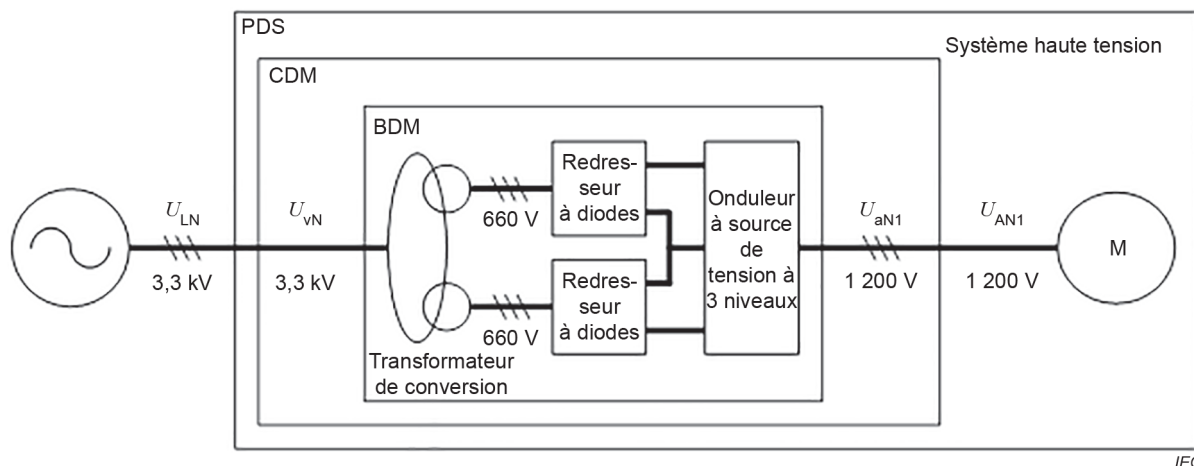 PDS
Système haute tension
CDM
BDM
Redres-
seur
à diodes
660 V
Onduleur
à source
de
tension à
3 niveaux
U_LN
3,3 kV
U_vN
3,3 kV
U_aN1
1 200 V
U_AN1
1 200 V
M
Redres-
seur
à diodes
660 V
Transformateur
de conversion
IEC